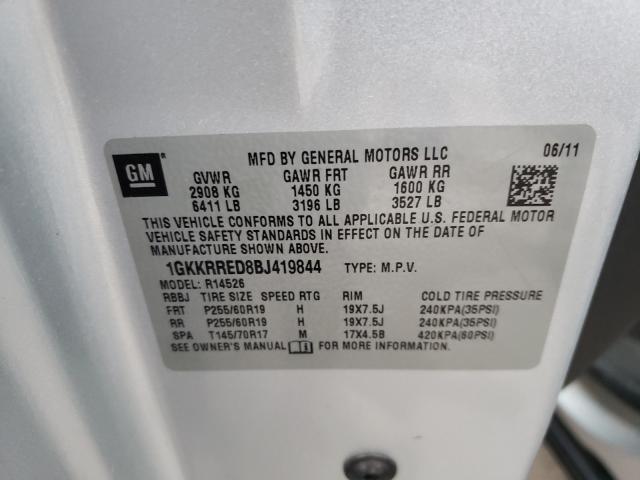 GM
MFD BY GENERAL MOTORS LLC 06/11
GVWR GAWR FRT GAWR RR
2908 KG 1450 KG 1600 KG
6411 LB 3196 LB 3527 LB
THIS VEHICLE CONFORMS TO ALL APPLICABLE U.S. FEDERAL MOTOR
VEHICLE SAFETY STANDARDS IN EFFECT ON THE DATE OF
MANUFACTURE SHOWN ABOVE.
1GKKRRED8BJ419844 TYPE: M.P.V.
MODEL: R14526
RBBJ TIRE SIZE SPEED RTG RIM COLD TIRE PRESSURE
FRT P255/60R19 H 19X7.5J 240KPA(35PSI)
RR P255/60R19 H 19X7.5J 240KPA(35PSI)
SPA T145/70R17 M 17X4.5B 420KPA(60PSI)
SEE OWNER'S MANUAL FOR MORE INFORMATION.